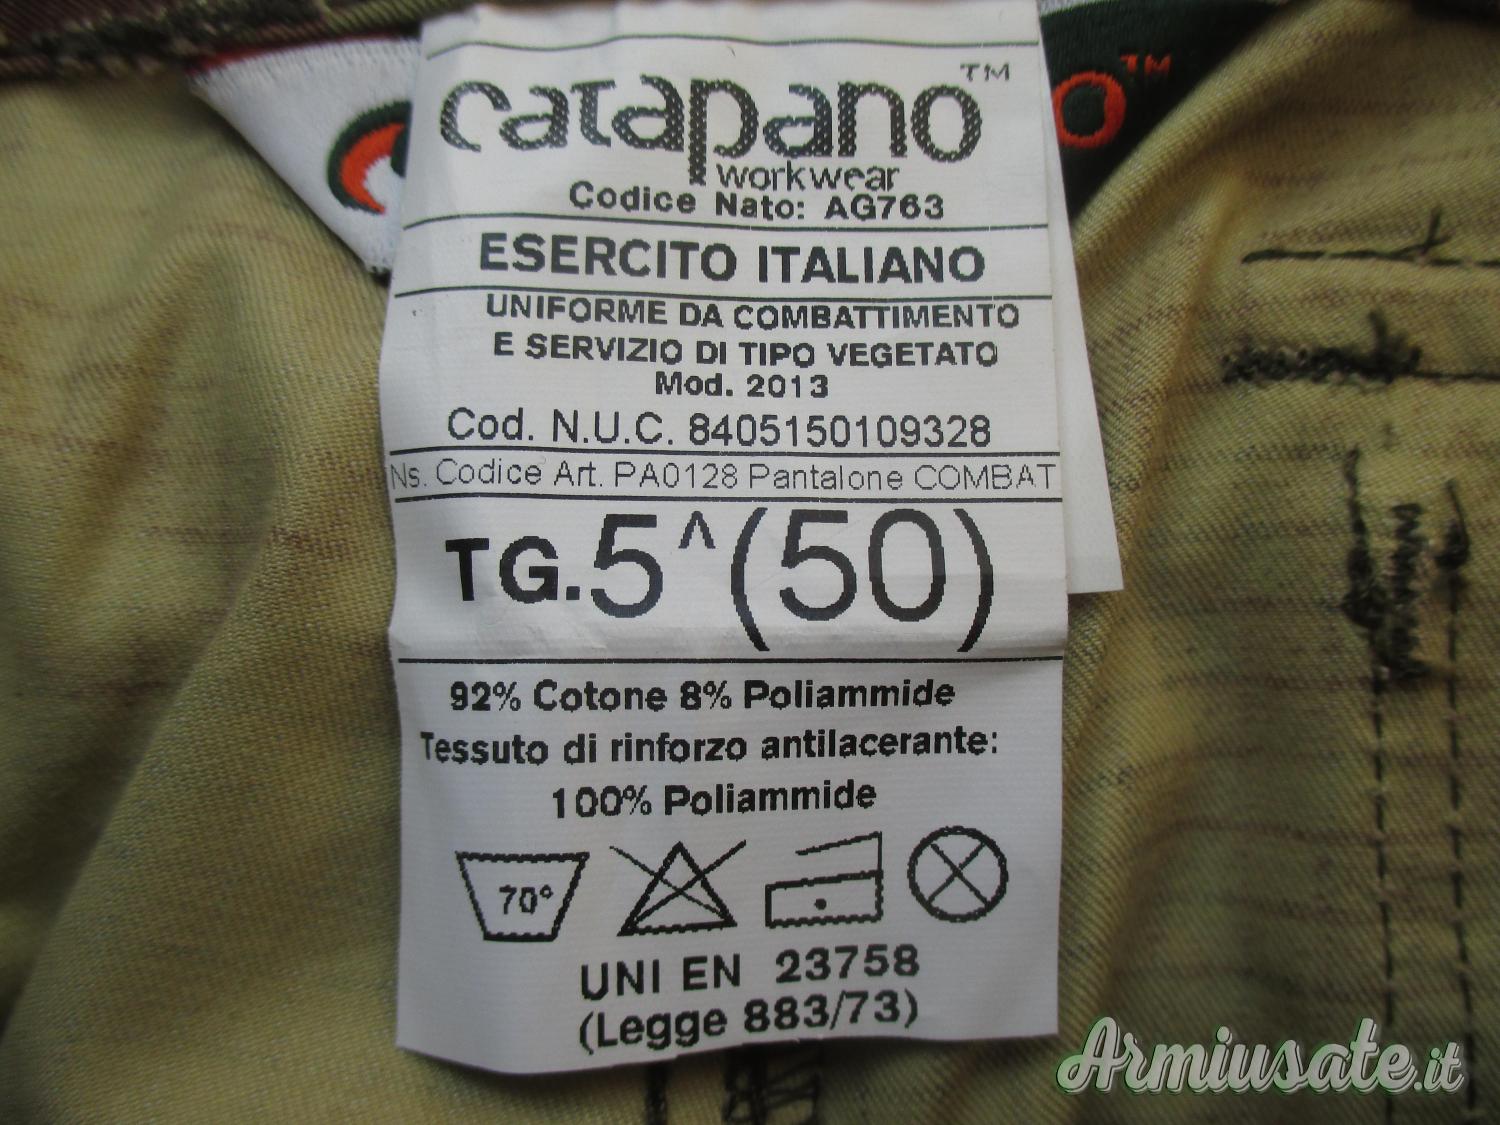 catapano™
workwear
Codice Nato: AG763
ESERCITO ITALIANO
UNIFORME DA COMBATTIMENTO
E SERVIZIO DI TIPO VEGETATO
Mod. 2013
Cod. N.U.C. 8405150109328
Ns. Codice Art. PA0128 Pantalone COMBAT
TG.5^(50)
92% Cotone 8% Poliammide
Tessuto di rinforzo antilacerante:
100% Poliammide
70°
UNI EN 23758
(Legge 883/73)
O™
Armiusate.it